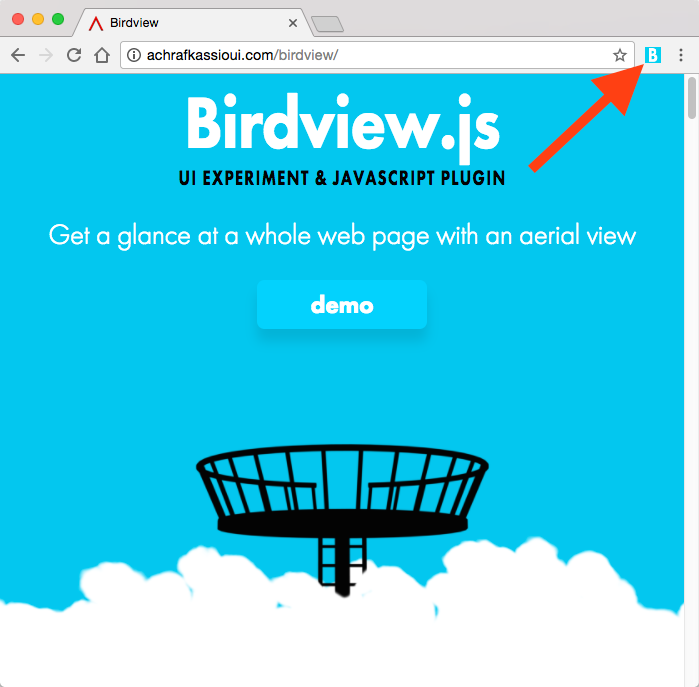 Birdview
achrafkassioui.com/birdview/
B
Birdview.js
UI EXPERIMENT & JAVASCRIPT PLUGIN
Get a glance at a whole web page with an aerial view
demo